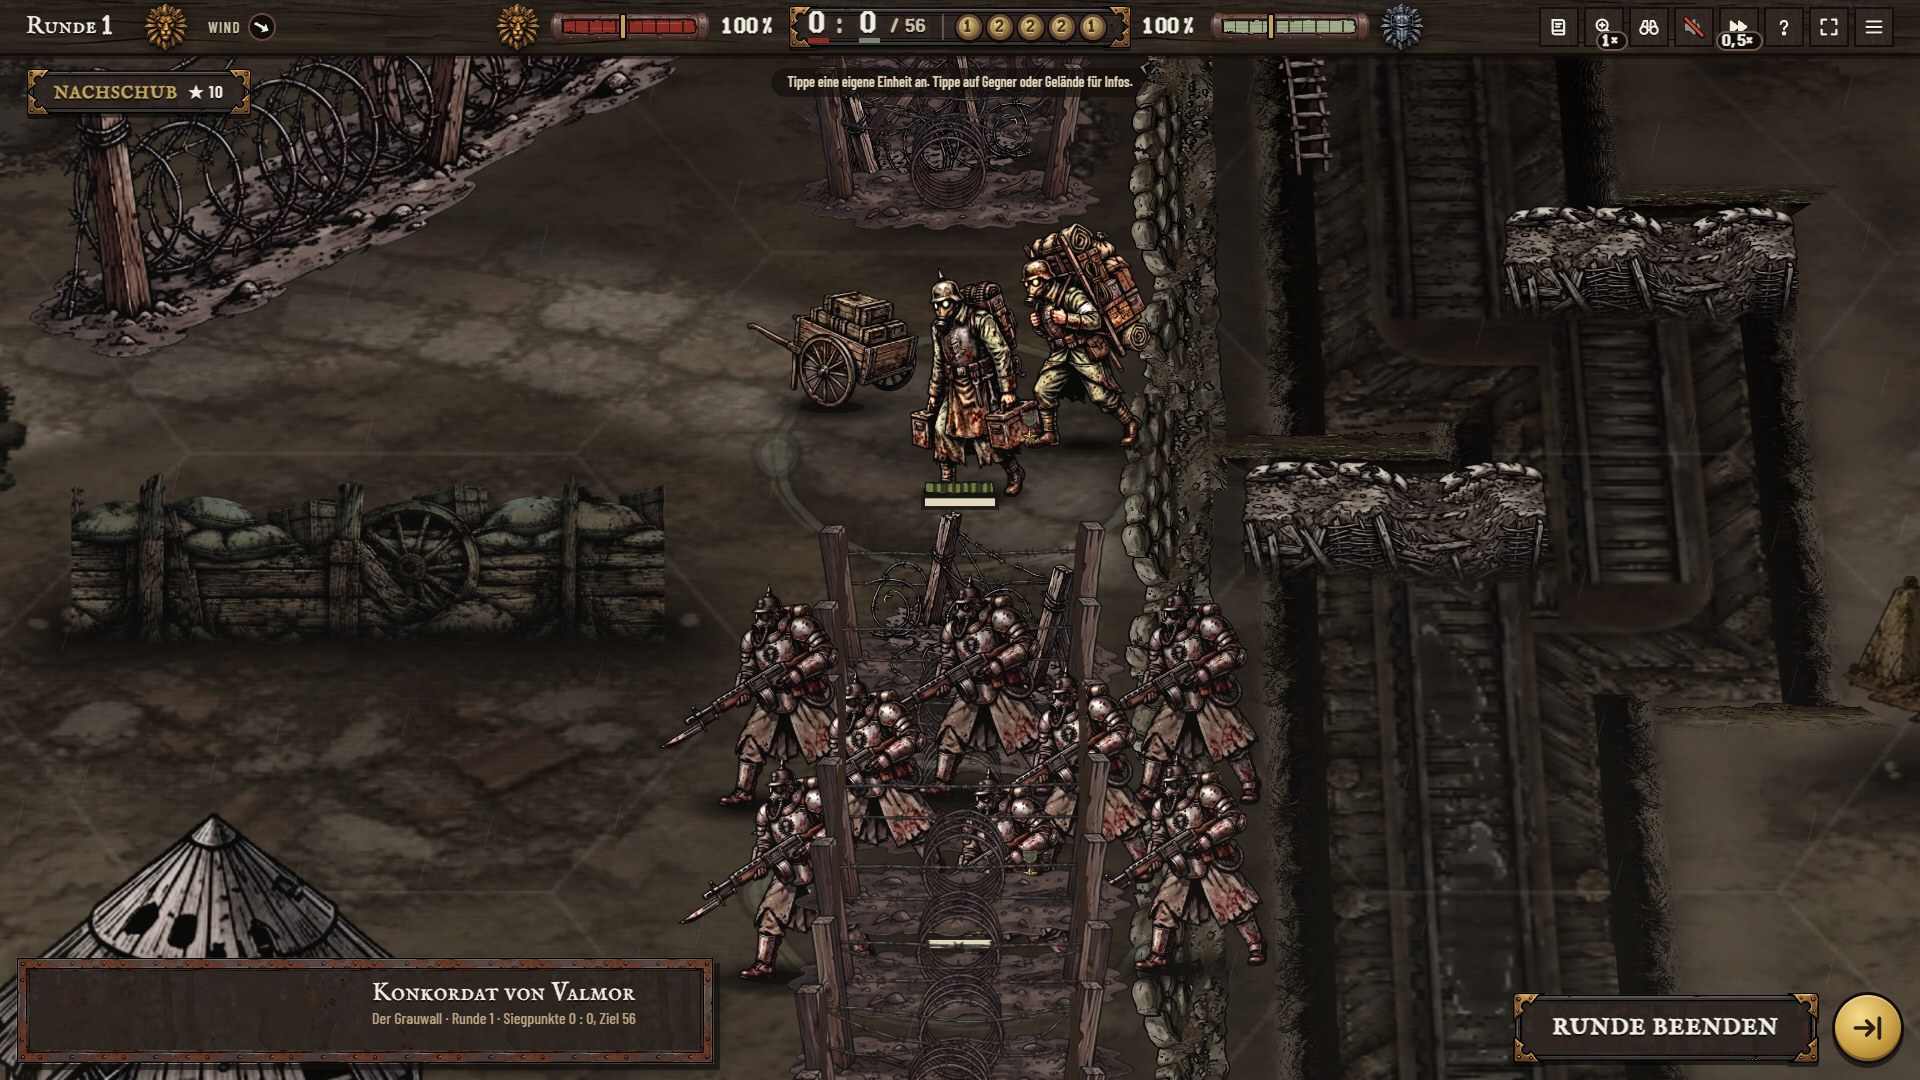 Runde 1
WIND
100 %
0 : 0 / 56
1 2 2 2 1
100 %
1×
0,5×
?
NACHSCHUB ★ 10
Tippe eine eigene Einheit an. Tippe auf Gegner oder Gelände für Infos.
Konkordat von Valmor
Der Grauwall · Runde 1 · Siegpunkte 0 : 0, Ziel 56
RUNDE BEENDEN